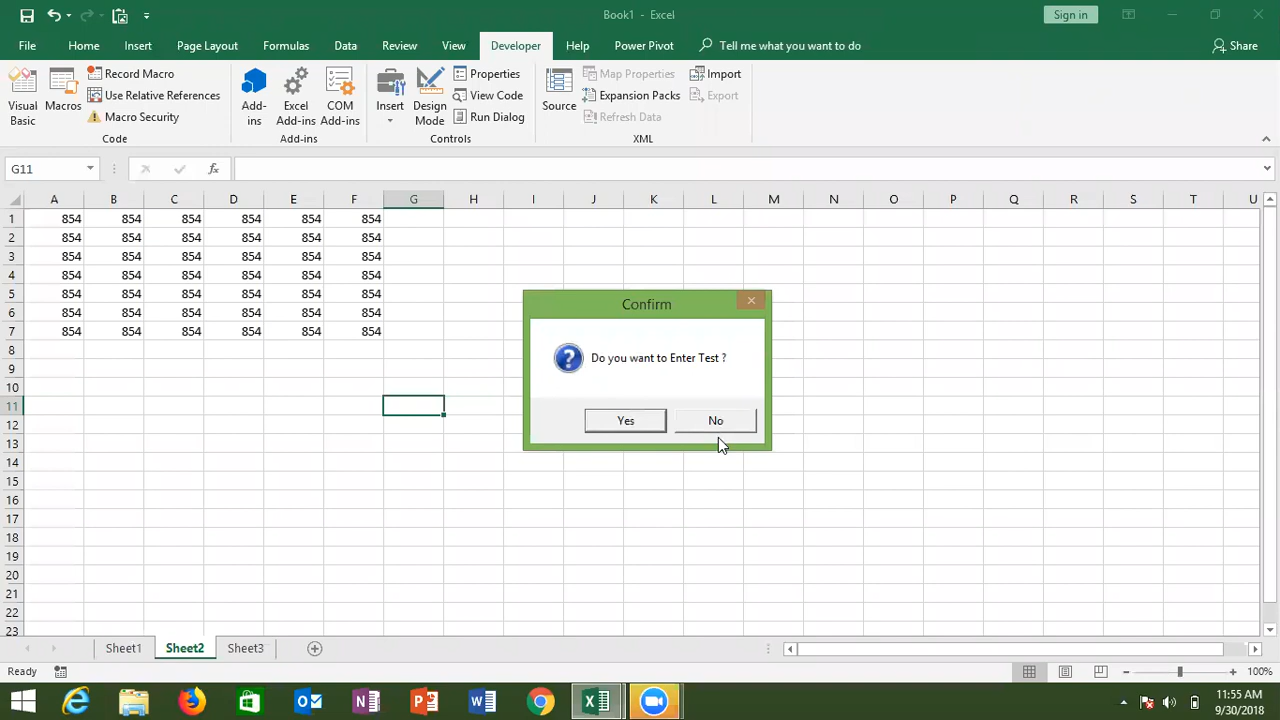 Book1 - Excel
Sign in
File Home Insert Page Layout Formulas Data Review View Developer Help Power Pivot Tell me what you want to do Share
Visual Basic
Macros
Record Macro
Use Relative References
Macro Security
Code
Add-ins
Excel Add-ins
COM Add-ins
Add-ins
Insert
Design Mode
Properties
View Code
Run Dialog
Controls
Source
Map Properties
Expansion Packs
Refresh Data
Import
Export
XML
G11
fx
A B C D E F G H I J K L M N O P Q R S T U
1 854 854 854 854 854 854
2 854 854 854 854 854 854
3 854 854 854 854 854 854
4 854 854 854 854 854 854
5 854 854 854 854 854 854
6 854 854 854 854 854 854
7 854 854 854 854 854 854
8
9
10
11
12
13
14
15
16
17
18
19
20
21
22
23
Confirm
Do you want to Enter Test ?
Yes No
Sheet1 Sheet2 Sheet3
Ready
100%
11:55 AM
9/30/2018